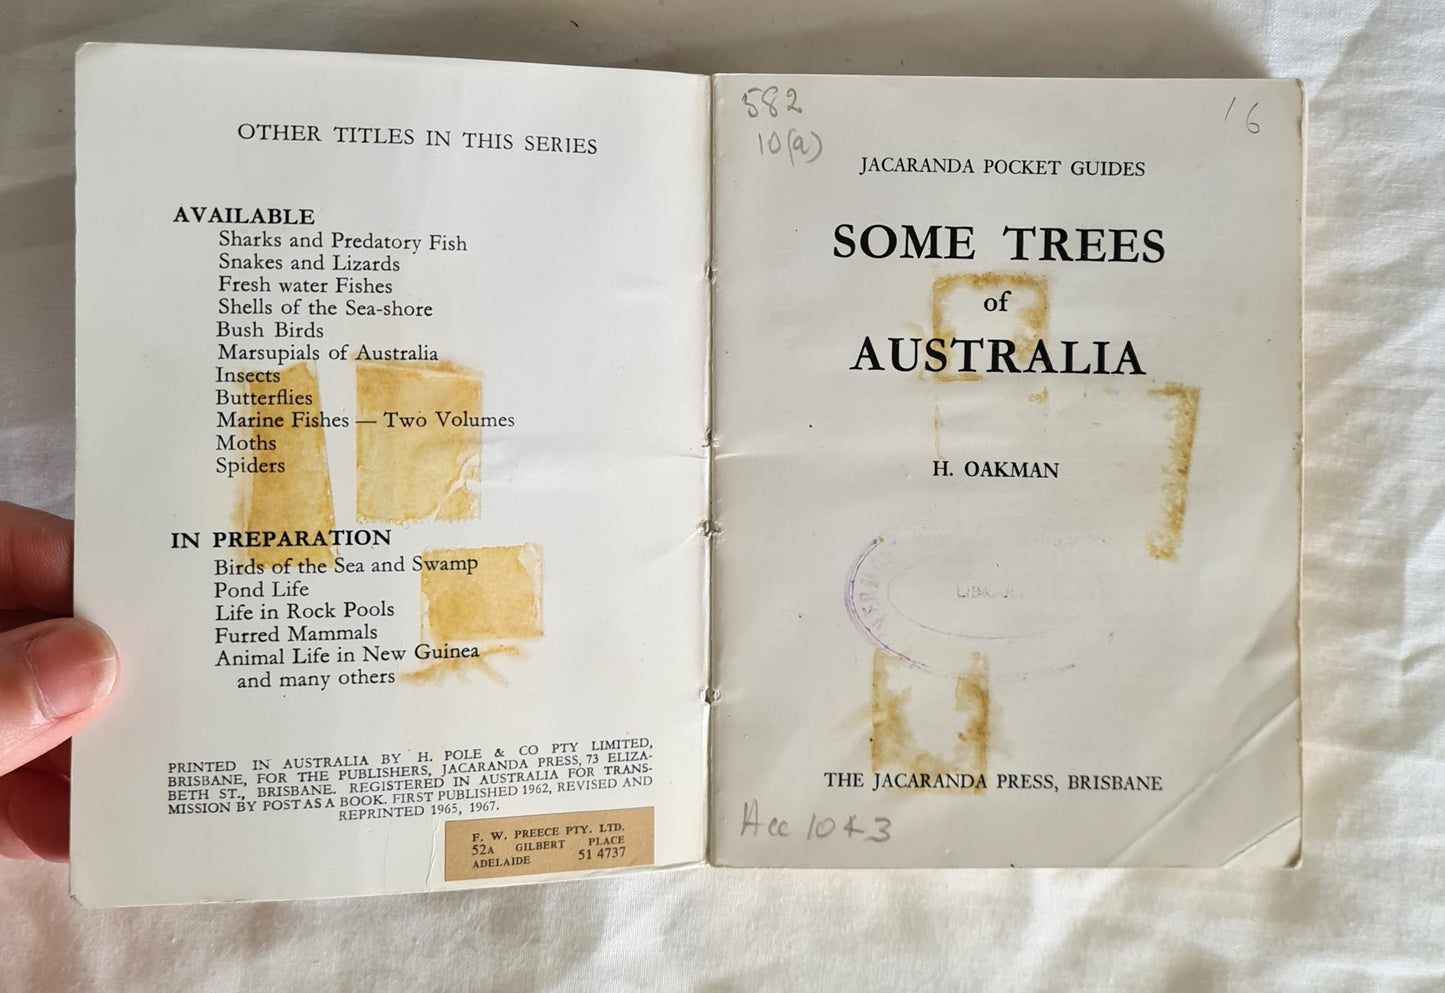 OTHER TITLES IN THIS SERIES
AVAILABLE
Sharks and Predatory Fish
Snakes and Lizards
Fresh water Fishes
Shells of the Sea-shore
Bush Birds
Marsupials of Australia
Insects
Butterflies
Marine Fishes — Two Volumes
Moths
Spiders
IN PREPARATION
Birds of the Sea and Swamp
Pond Life
Life in Rock Pools
Furred Mammals
Animal Life in New Guinea
and many others
PRINTED IN AUSTRALIA BY H. POLE & CO PTY LIMITED,
BRISBANE, FOR THE PUBLISHERS, JACARANDA PRESS, 73 ELIZA-
BETH ST., BRISBANE. REGISTERED IN AUSTRALIA FOR TRANS-
MISSION BY POST AS A BOOK. FIRST PUBLISHED 1962, REVISED AND
REPRINTED 1965, 1967.
F. W. PREECE PTY. LTD.
52A GILBERT PLACE
ADELAIDE 51 4737
582
10(a)
16
JACARANDA POCKET GUIDES
SOME TREES
of
AUSTRALIA
H. OAKMAN
LIBRARY
THE JACARANDA PRESS, BRISBANE